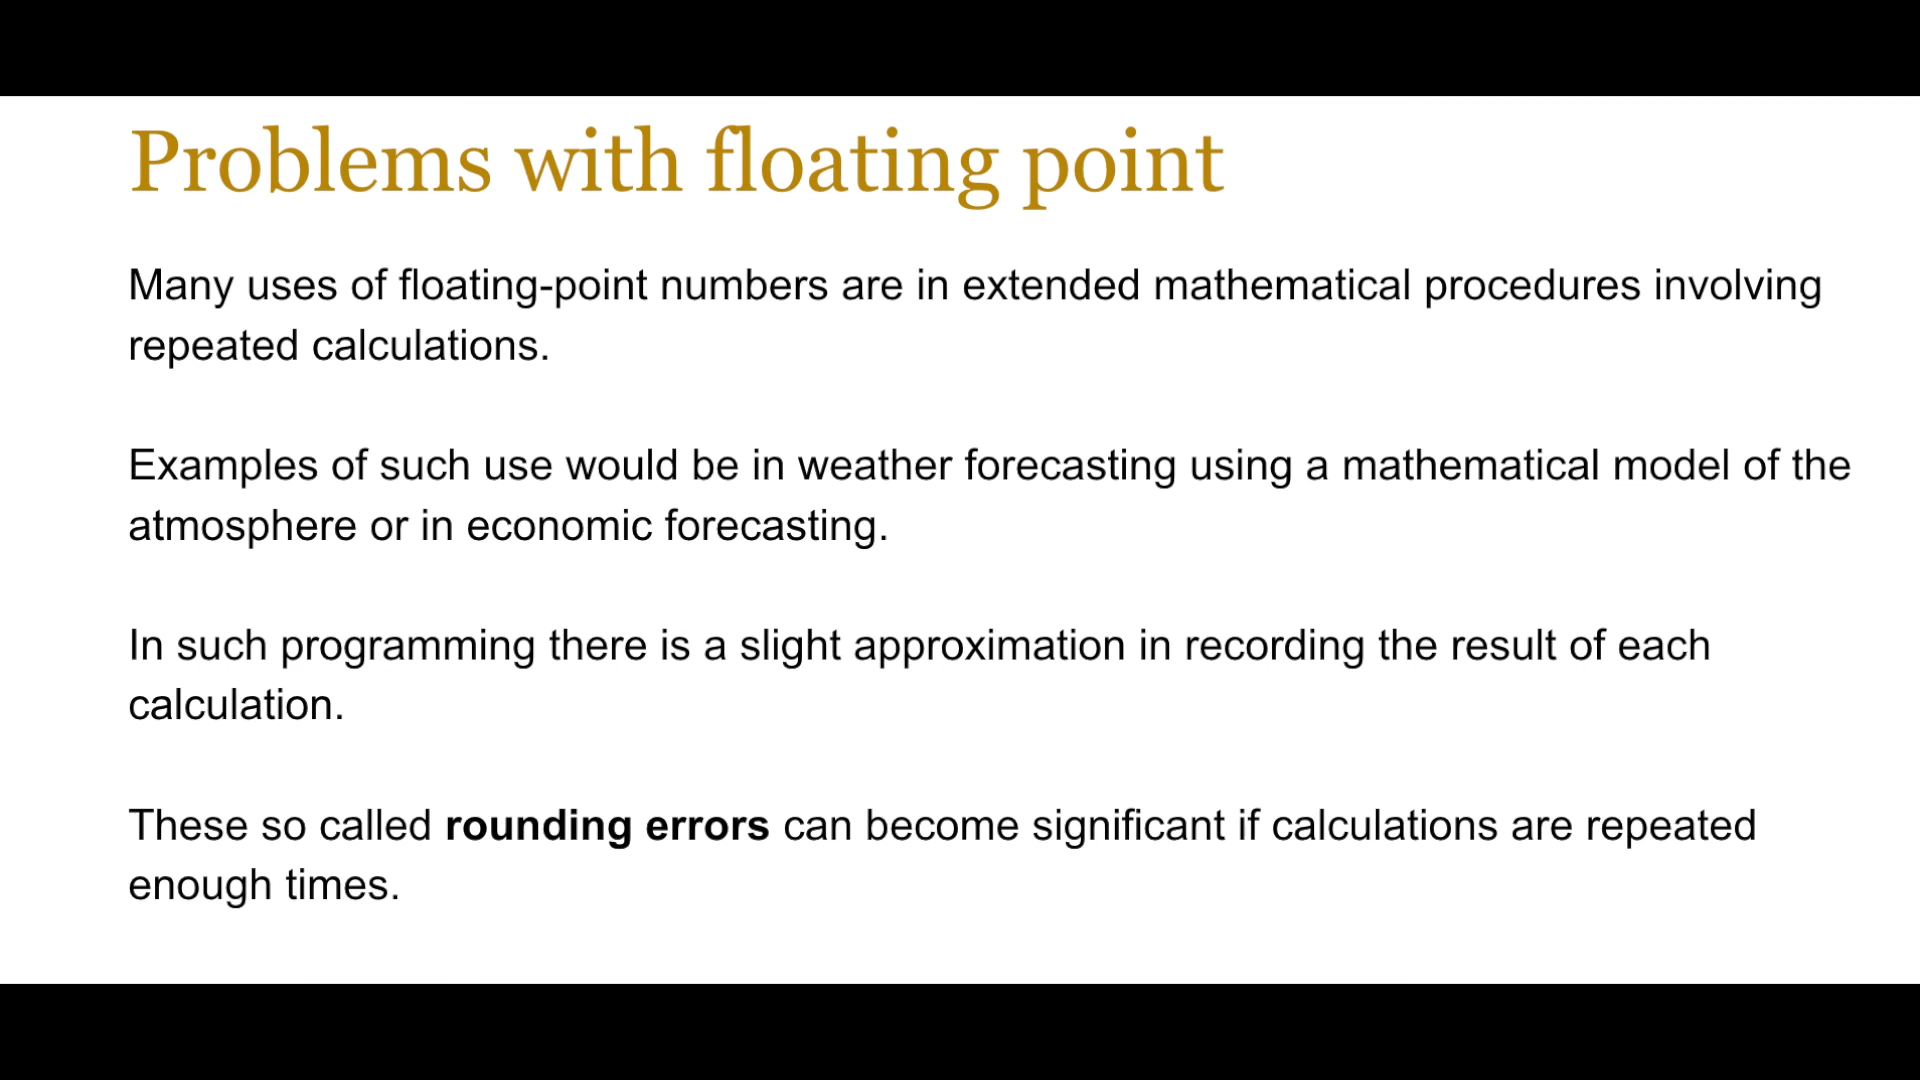 Problems with floating point
Many uses of floating-point numbers are in extended mathematical procedures involving
repeated calculations.
Examples of such use would be in weather forecasting using a mathematical model of the
atmosphere or in economic forecasting.
In such programming there is a slight approximation in recording the result of each
calculation.
These so called rounding errors can become significant if calculations are repeated
enough times.